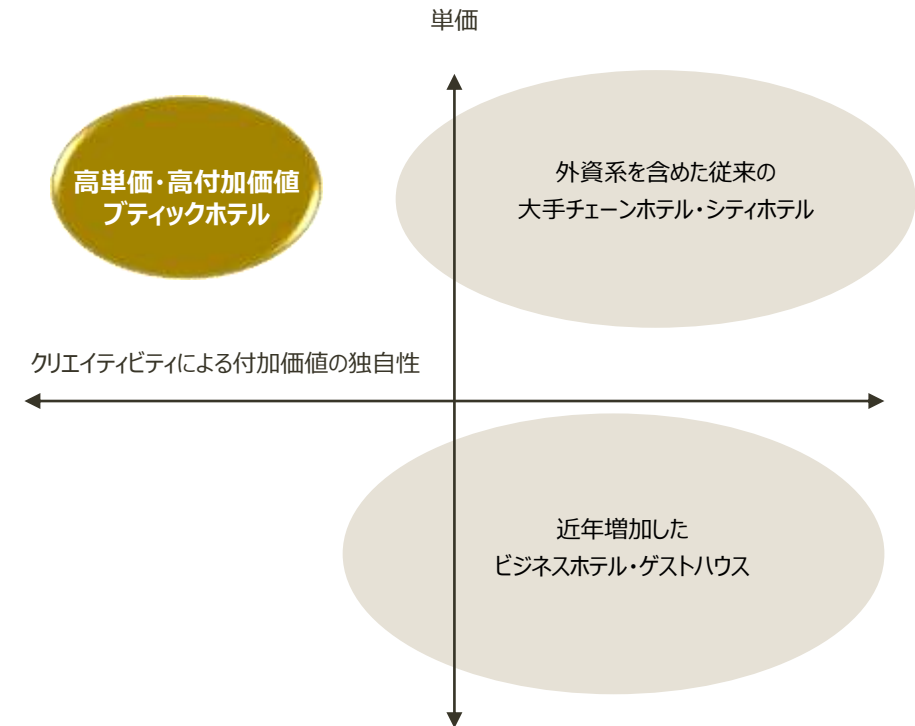 単価
高単価・高付加価値
ブティックホテル
外資系を含めた従来の
大手チェーンホテル・シティホテル
クリエイティビティによる付加価値の独自性
近年増加した
ビジネスホテル・ゲストハウス